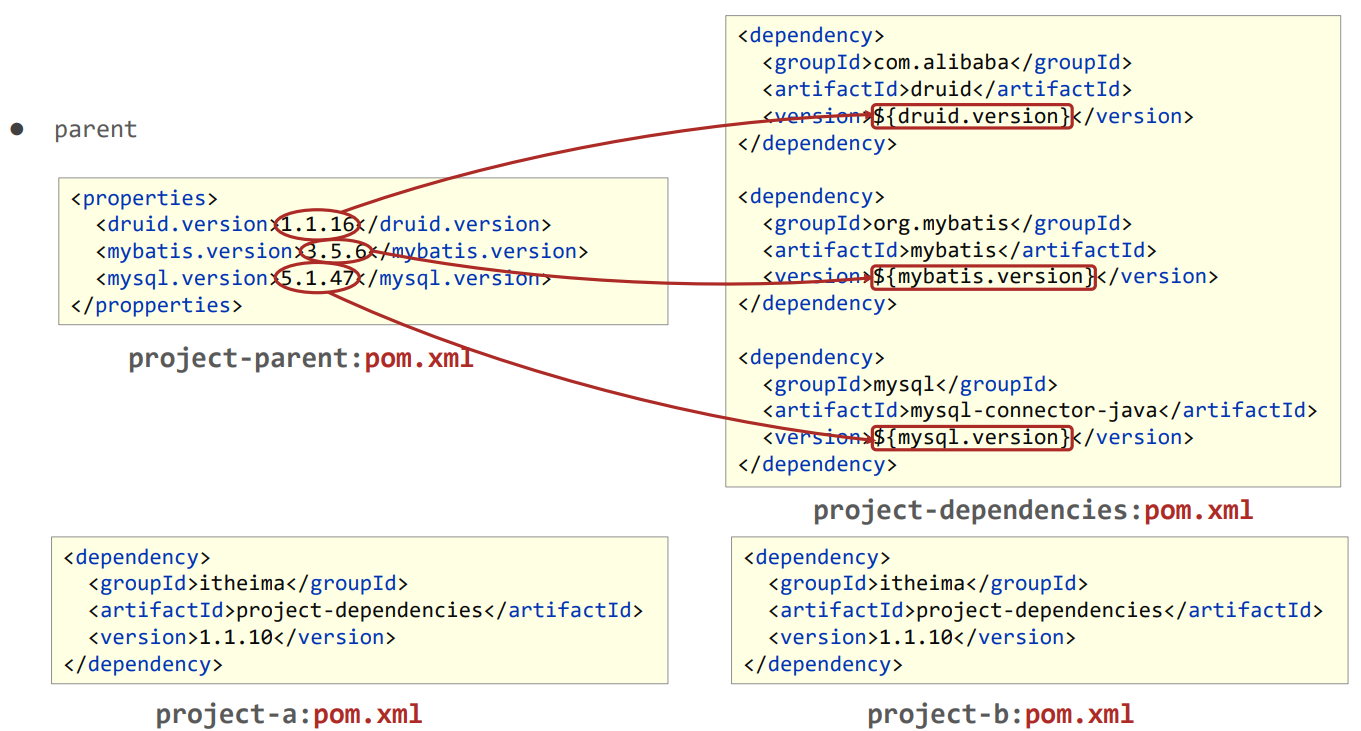 parent
<properties>
  <druid.version>1.1.16</druid.version>
  <mybatis.version>3.5.6</mybatis.version>
  <mysql.version>5.1.47</mysql.version>
</propperties>
project-parent:pom.xml
<dependency>
  <groupId>com.alibaba</groupId>
  <artifactId>druid</artifactId>
  <version>${druid.version}</version>
</dependency>
<dependency>
  <groupId>org.mybatis</groupId>
  <artifactId>mybatis</artifactId>
  <version>${mybatis.version}</version>
</dependency>
<dependency>
  <groupId>mysql</groupId>
  <artifactId>mysql-connector-java</artifactId>
  <version>${mysql.version}</version>
</dependency>
project-dependencies:pom.xml
<dependency>
  <groupId>itheima</groupId>
  <artifactId>project-dependencies</artifactId>
  <version>1.1.10</version>
</dependency>
project-a:pom.xml
<dependency>
  <groupId>itheima</groupId>
  <artifactId>project-dependencies</artifactId>
  <version>1.1.10</version>
</dependency>
project-b:pom.xml